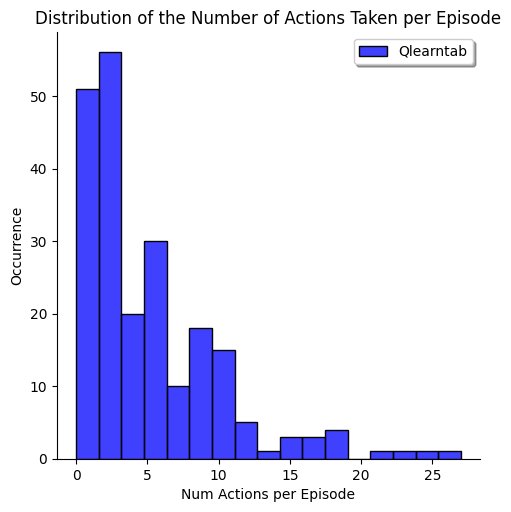 Distribution of the Number of Actions Taken per Episode
Qlearntab
50
40
30
20
10
0
Occurrence
0 5 10 15 20 25
Num Actions per Episode